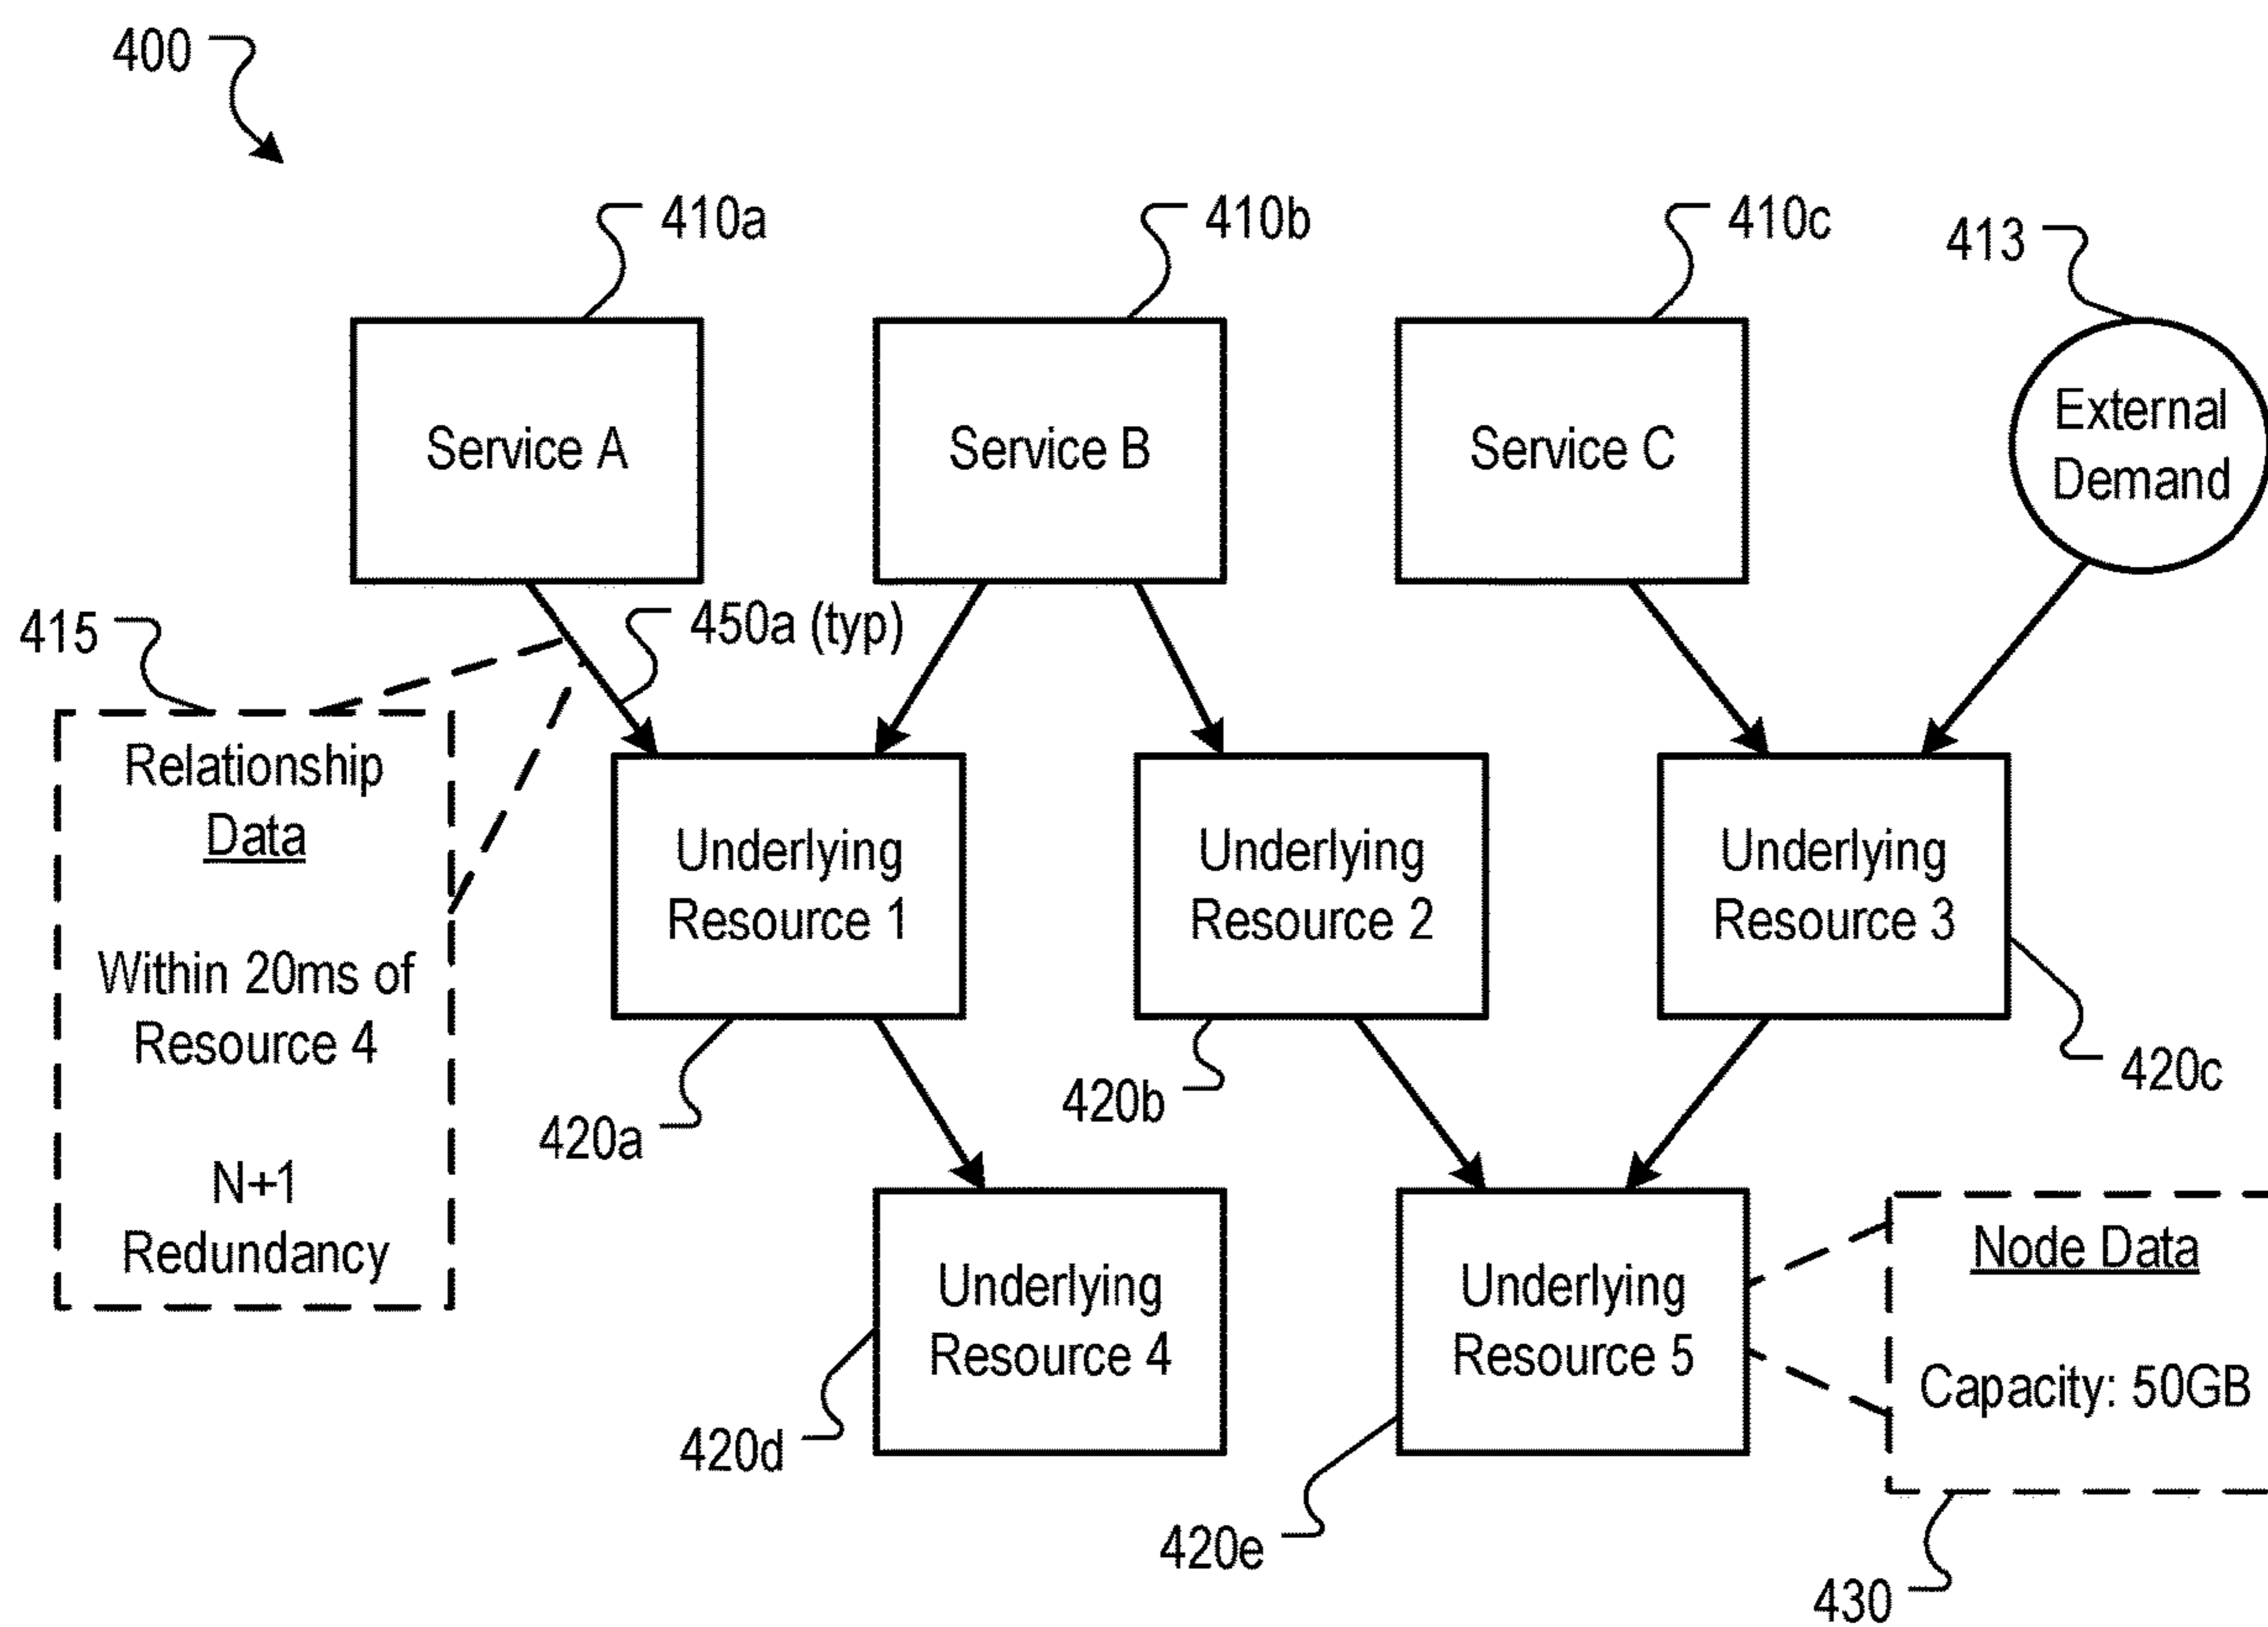 400
410a
410b
410c
413
Service A
Service B
Service C
External
Demand
415
450a (typ)
Relationship
Data
Within 20ms of
Resource 4
N+1
Redundancy
Underlying
Resource 1
Underlying
Resource 2
Underlying
Resource 3
420a
420b
420c
Underlying
Resource 4
Underlying
Resource 5
Node Data
Capacity: 50GB
420d
420e
430